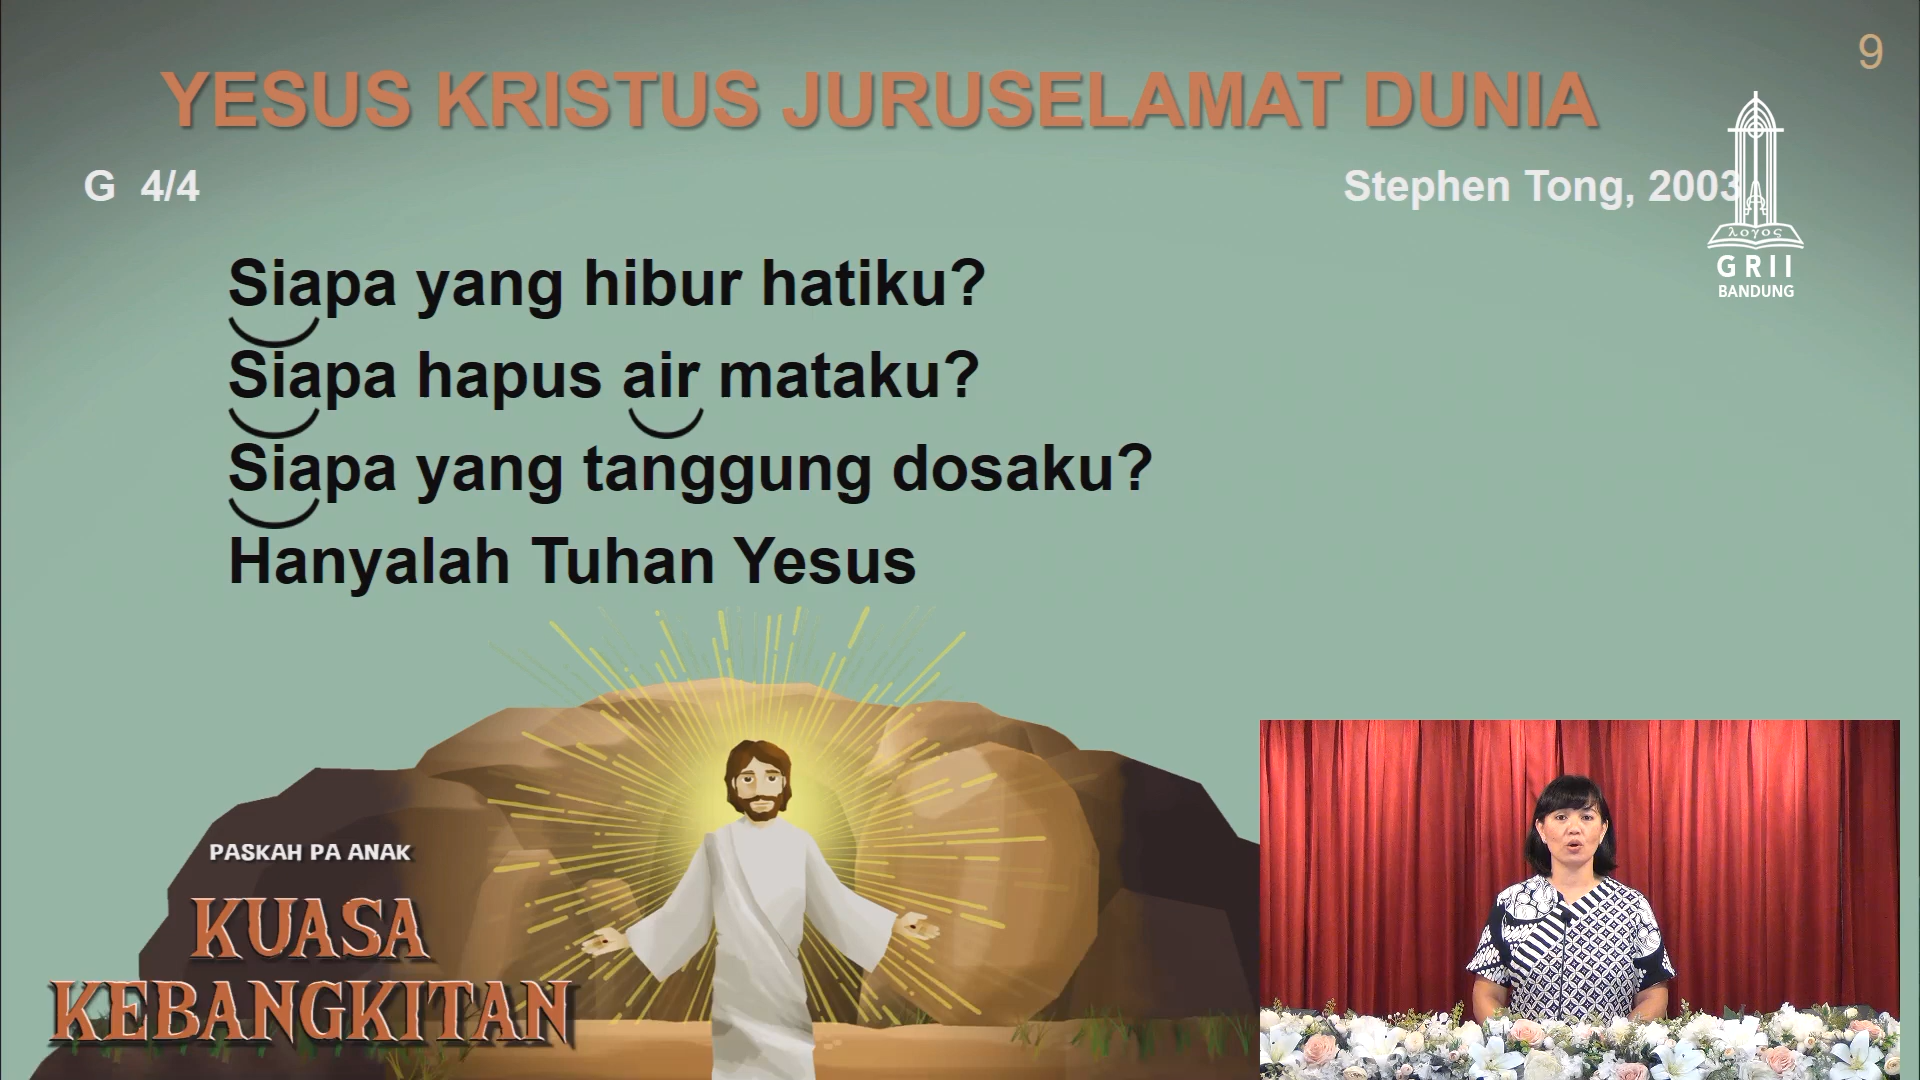 9
YESUS KRISTUS JURUSELAMAT DUNIA
G 4/4
Stephen Tong, 2003
λογος
GRII
BANDUNG
Siapa yang hibur hatiku?
Siapa hapus air mataku?
Siapa yang tanggung dosaku?
Hanyalah Tuhan Yesus
PASKAH PA ANAK
KUASA
KEBANGKITAN